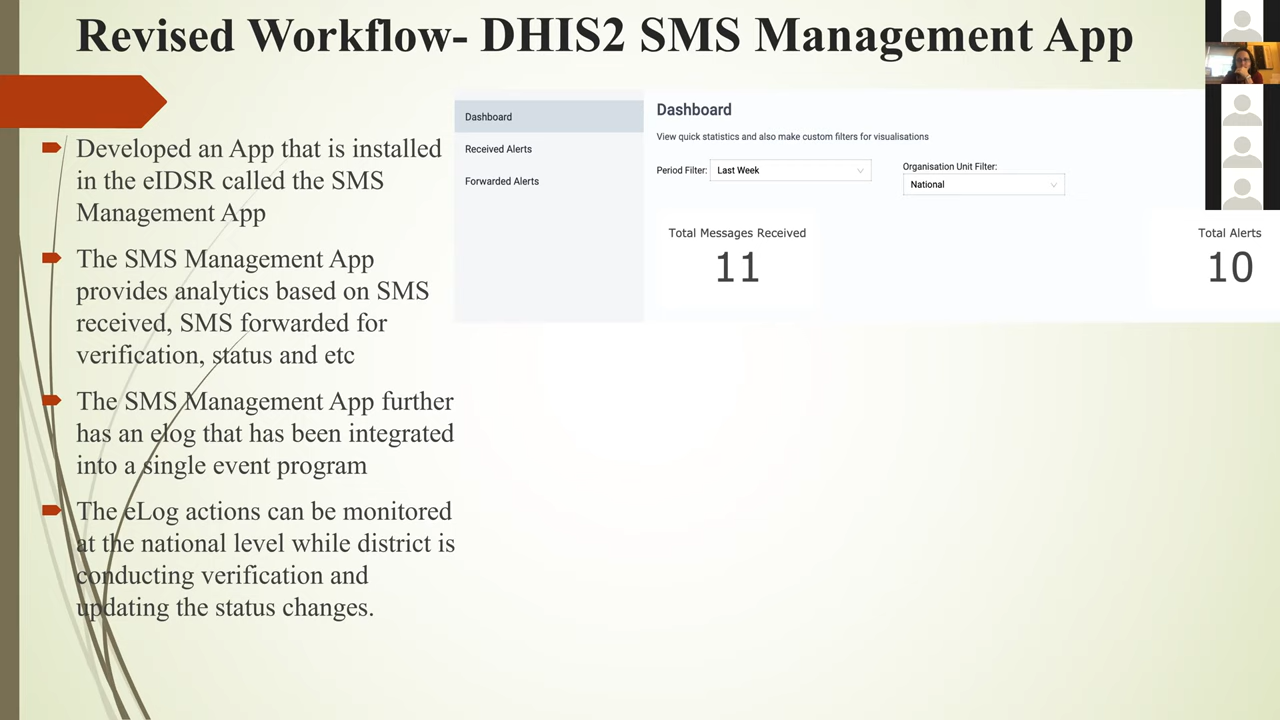 Revised Workflow- DHIS2 SMS Management App
Developed an App that is installed
in the eIDSR called the SMS
Management App
The SMS Management App
provides analytics based on SMS
received, SMS forwarded for
verification, status and etc
The SMS Management App further
has an elog that has been integrated
into a single event program
The eLog actions can be monitored
at the national level while district is
conducting verification and
updating the status changes.
Dashboard
Received Alerts
Forwarded Alerts
Dashboard
View quick statistics and also make custom filters for visualisations
Period Filter: Last Week
Organisation Unit Filter:
National
Total Messages Received
11
Total Alerts
10